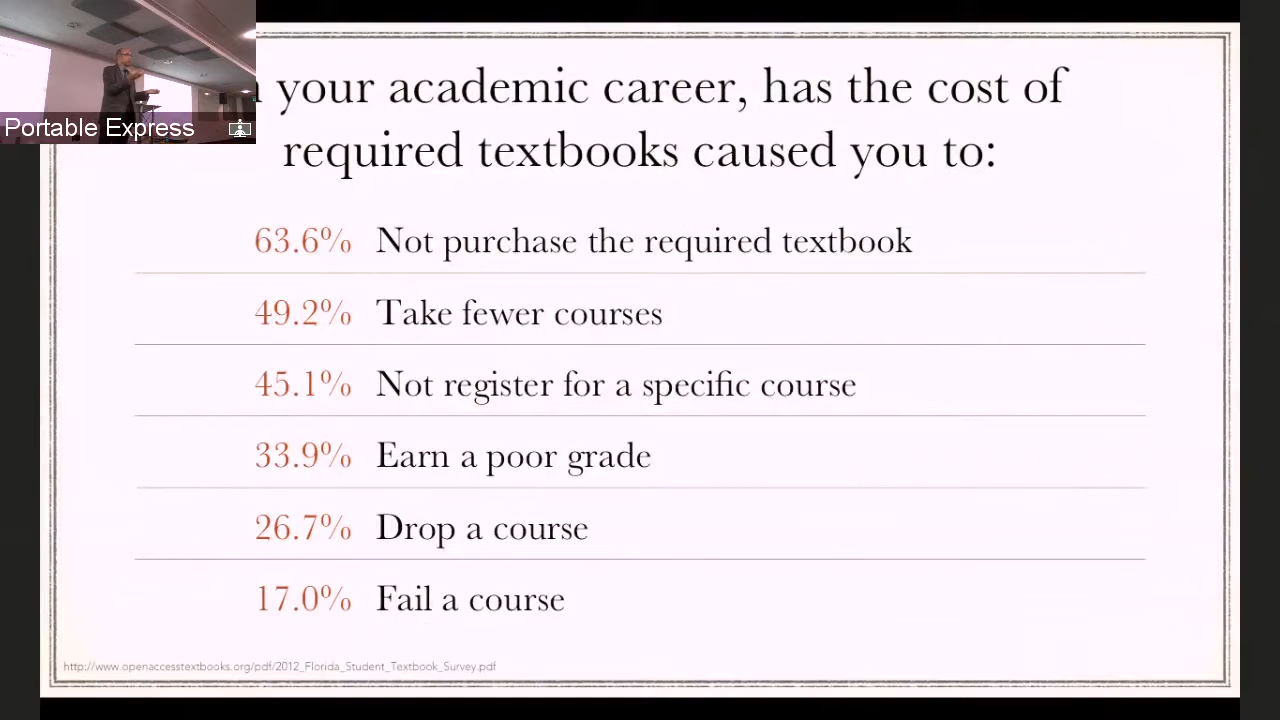 your academic career, has the cost of
required textbooks caused you to:
Portable Express
63.6% Not purchase the required textbook
49.2% Take fewer courses
45.1% Not register for a specific course
33.9% Earn a poor grade
26.7% Drop a course
17.0% Fail a course
http://www.openaccesstextbooks.org/pdf/2012_Florida_Student_Textbook_Survey.pdf